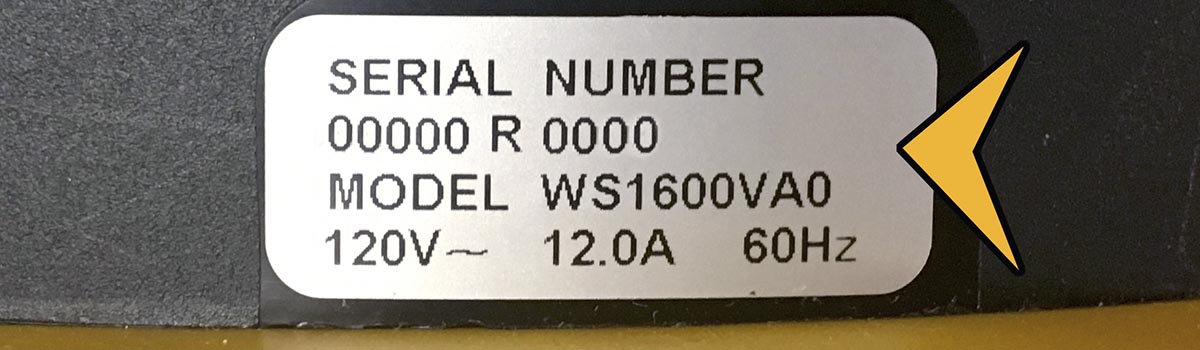 SERIAL NUMBER
00000 R 0000
MODEL WS1600VA0
120V~ 12.0A 60Hz